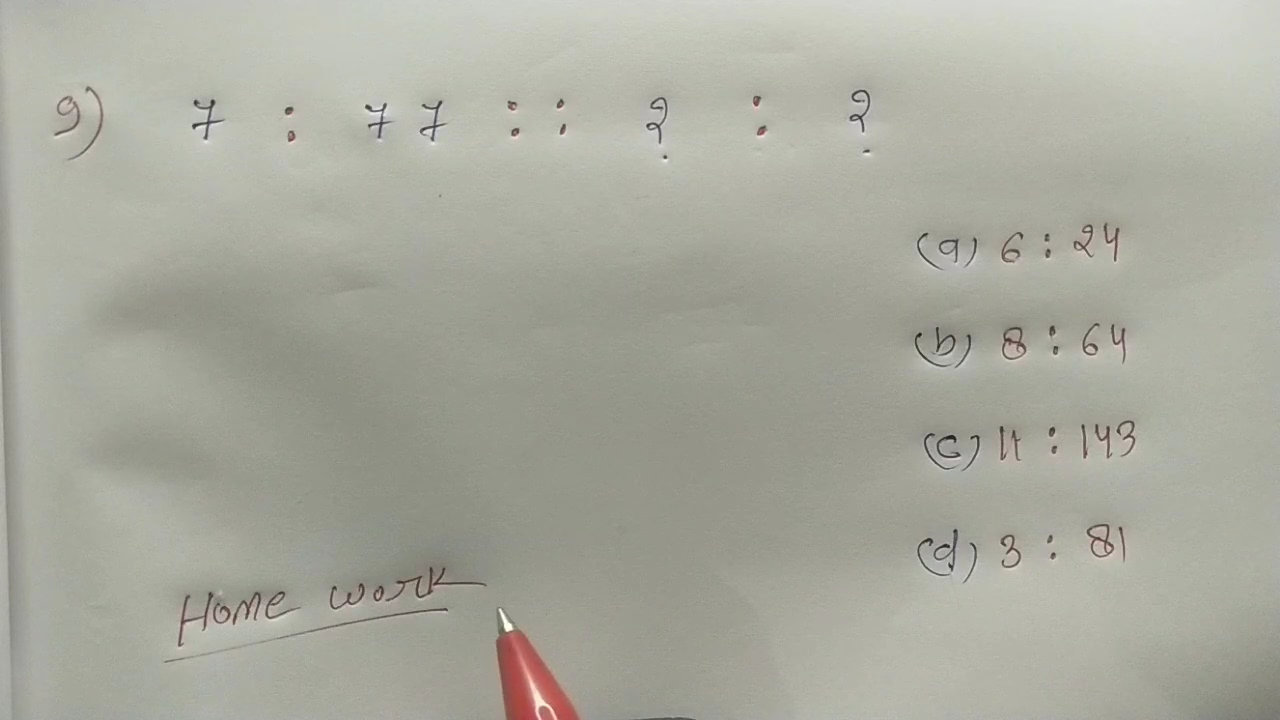 9) 7 : 77 :: ? : ?
(a) 6 : 24
(b) 8 : 64
(c) 11 : 143
(d) 3 : 81
Home work